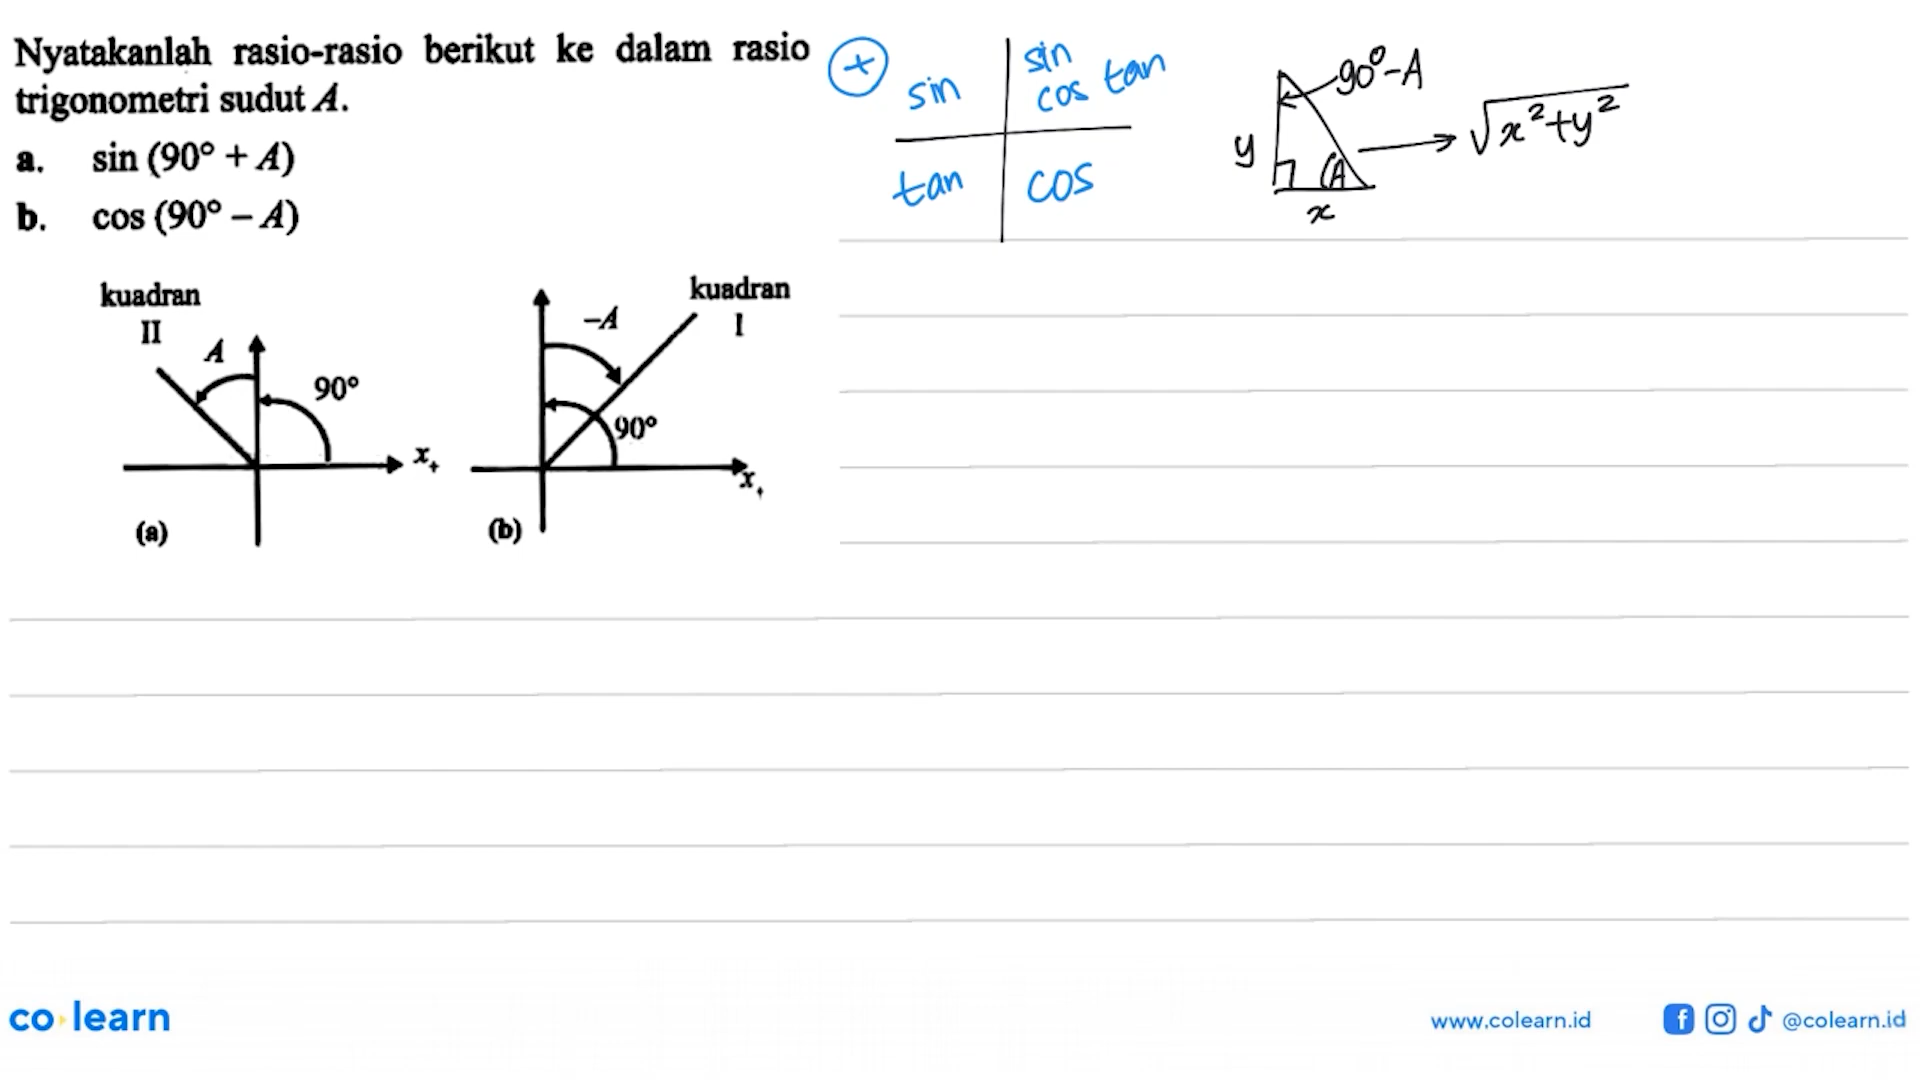 Nyatakanlah rasio-rasio berikut ke dalam rasio
trigonometri sudut A.
a. sin (90° + A)
b. cos (90° – A)
kuadran
II
A
90°
x+
(a)
kuadran
I
–A
90°
x+
(b)
+
sin
sin
cos tan
tan
cos
90°-A
y
A
x
√x²+y²
co learn
www.colearn.id
@colearn.id